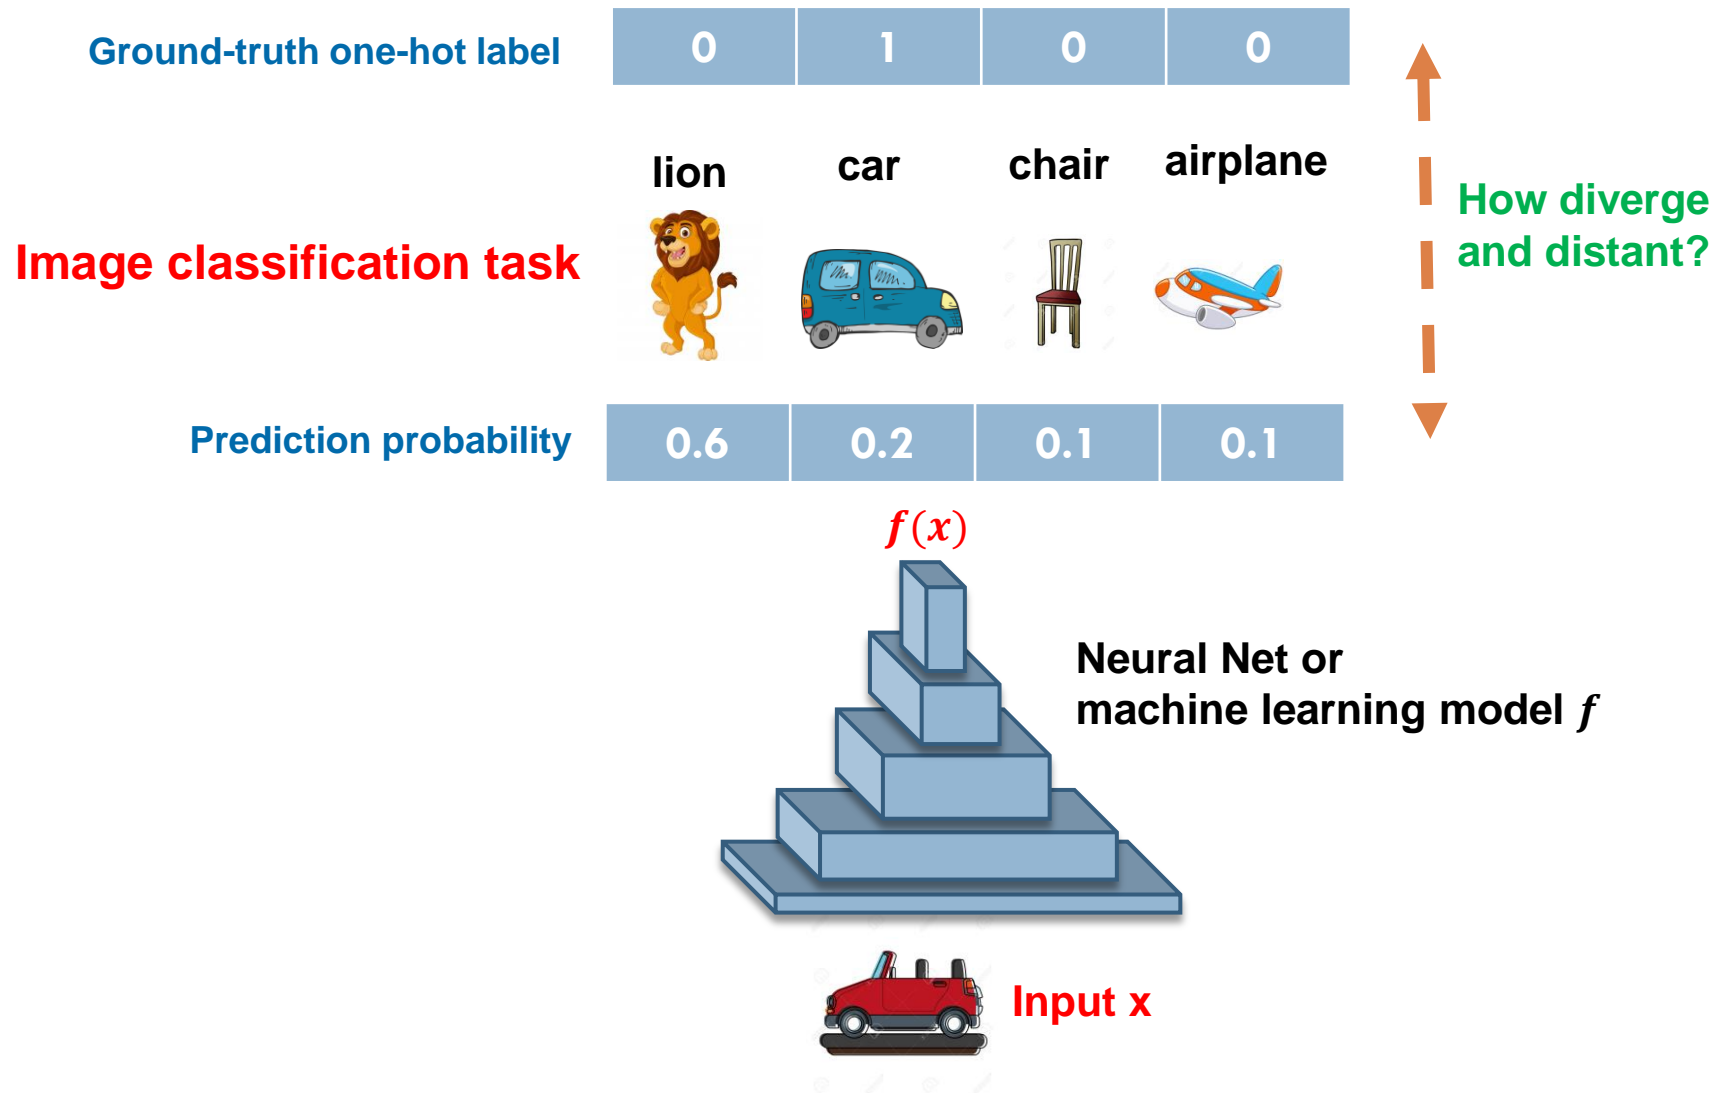 Ground-truth one-hot label
0 1 0 0
lion car chair airplane
Image classification task
How diverge
and distant?
Prediction probability
0.6 0.2 0.1 0.1
f(x)
Neural Net or
machine learning model f
Input x